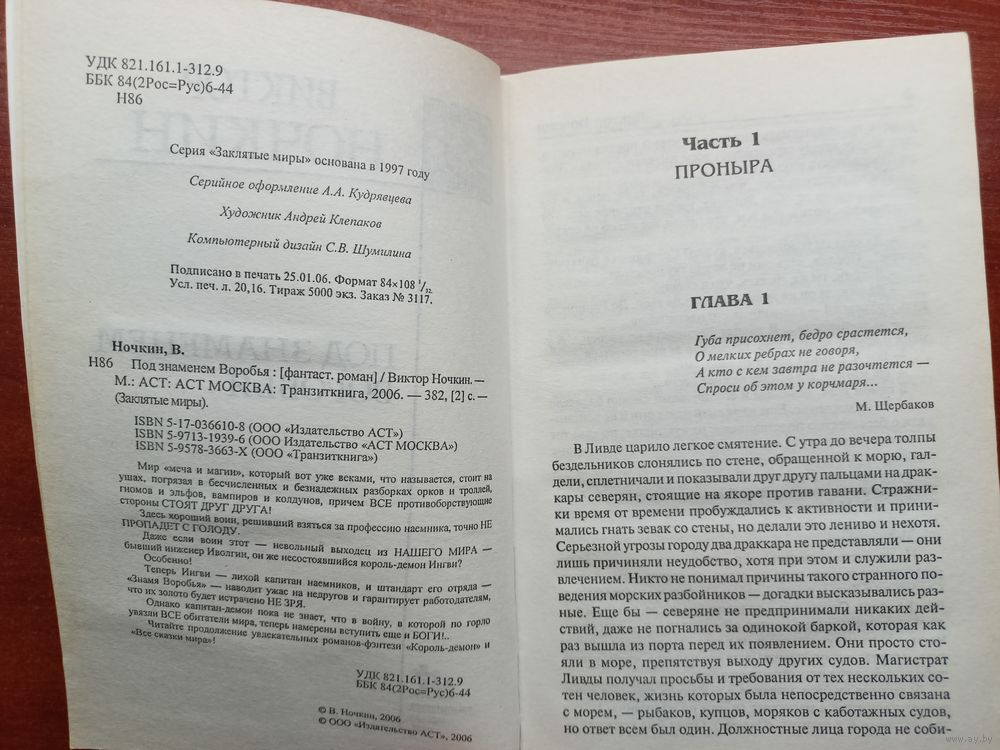 УДК 821.161.1-312.9
ББК 84(2Рос=Рус)6-44
Н86
Серия «Заклятые миры» основана в 1997 году
Серийное оформление А.А. Кудрявцева
Художник Андрей Клепаков
Компьютерный дизайн С.В. Шумилина
Подписано в печать 25.01.06. Формат 84×108 1/32.
Усл. печ. л. 20,16. Тираж 5000 экз. Заказ № 3117.
Ночкин, В.
Н86 Под знаменем Воробья : [фантаст. роман] / Виктор Ночкин. —
М.: АСТ: АСТ МОСКВА: Транзиткнига, 2006. — 382, [2] с. —
(Заклятые миры).
ISBN 5-17-036610-8 (ООО «Издательство АСТ»)
ISBN 5-9713-1939-6 (ООО Издательство «АСТ МОСКВА»)
ISBN 5-9578-3663-X (ООО «Транзиткнига»)
Мир «меча и магии», который вот уже веками, что называется, стоит на
ушах, погрязал в бесчисленных и безнадежных разборках орков и троллей,
гномов и эльфов, вампиров и колдунов, причем ВСЕ противоборствующие
стороны СТОЯТ ДРУГ ДРУГА!
Здесь хороший воин, решивший взяться за профессию наемника, точно НЕ
ПРОПАДЕТ С ГОЛОДУ.
Даже если воин этот — невольный выходец из НАШЕГО МИРА —
бывший инженер Иволгин, он же несостоявшийся король-демон Ингви?
Особенно!
Теперь Ингви — лихой капитан наемников, и штандарт его отряда —
«Знамя Воробья» — наводит ужас на недругов и гарантирует работодателям,
что их золото будет истрачено НЕ ЗРЯ.
Однако капитан-демон пока не знает, что в войну, в которой по горло
увязли ВСЕ обитатели мира, теперь намерены вступить еще и БОГИ!..
Читайте продолжение увлекательных романов-фэнтези «Король-демон» и
«Все сказки мира»!
УДК 821.161.1-312.9
ББК 84(2Рос=Рус)6-44
© В. Ночкин, 2006
© ООО «Издательство АСТ», 2006
Часть 1
ПРОНЫРА
ГЛАВА 1
Губа присохнет, бедро срастется,
О мелких ребрах не говоря,
А кто с кем завтра не разочтется —
Спроси об этом у корчмаря...
М. Щербаков
В Ливде царило легкое смятение. С утра до вечера толпы
бездельников слонялись по стене, обращенной к морю, гал-
дели, сплетничали и показывали друг другу пальцами на драк-
кары северян, стоящие на якоре против гавани. Стражни-
ки время от времени пробуждались к активности и прини-
мались гнать зевак со стены, но делали это лениво и нехотя.
Серьезной угрозы городу два драккара не представляли — они
лишь причиняли неудобство, хотя при этом и служили раз-
влечением. Никто не понимал причины такого странного по-
ведения морских разбойников — догадки высказывались раз-
ные. Еще бы — северяне не предпринимали никаких дей-
ствий, даже не погнались за одинокой баркой, которая как
раз вышла из порта перед их появлением. Они просто сто-
яли в море, препятствуя выходу других судов. Магистрат
Ливды получал просьбы и требования от тех нескольких со-
тен человек, жизнь которых была непосредственно связана
с морем, — рыбаков, купцов, моряков с каботажных судов,
но ответ всем был один. Должностные лица города не соби-
www.ay.by